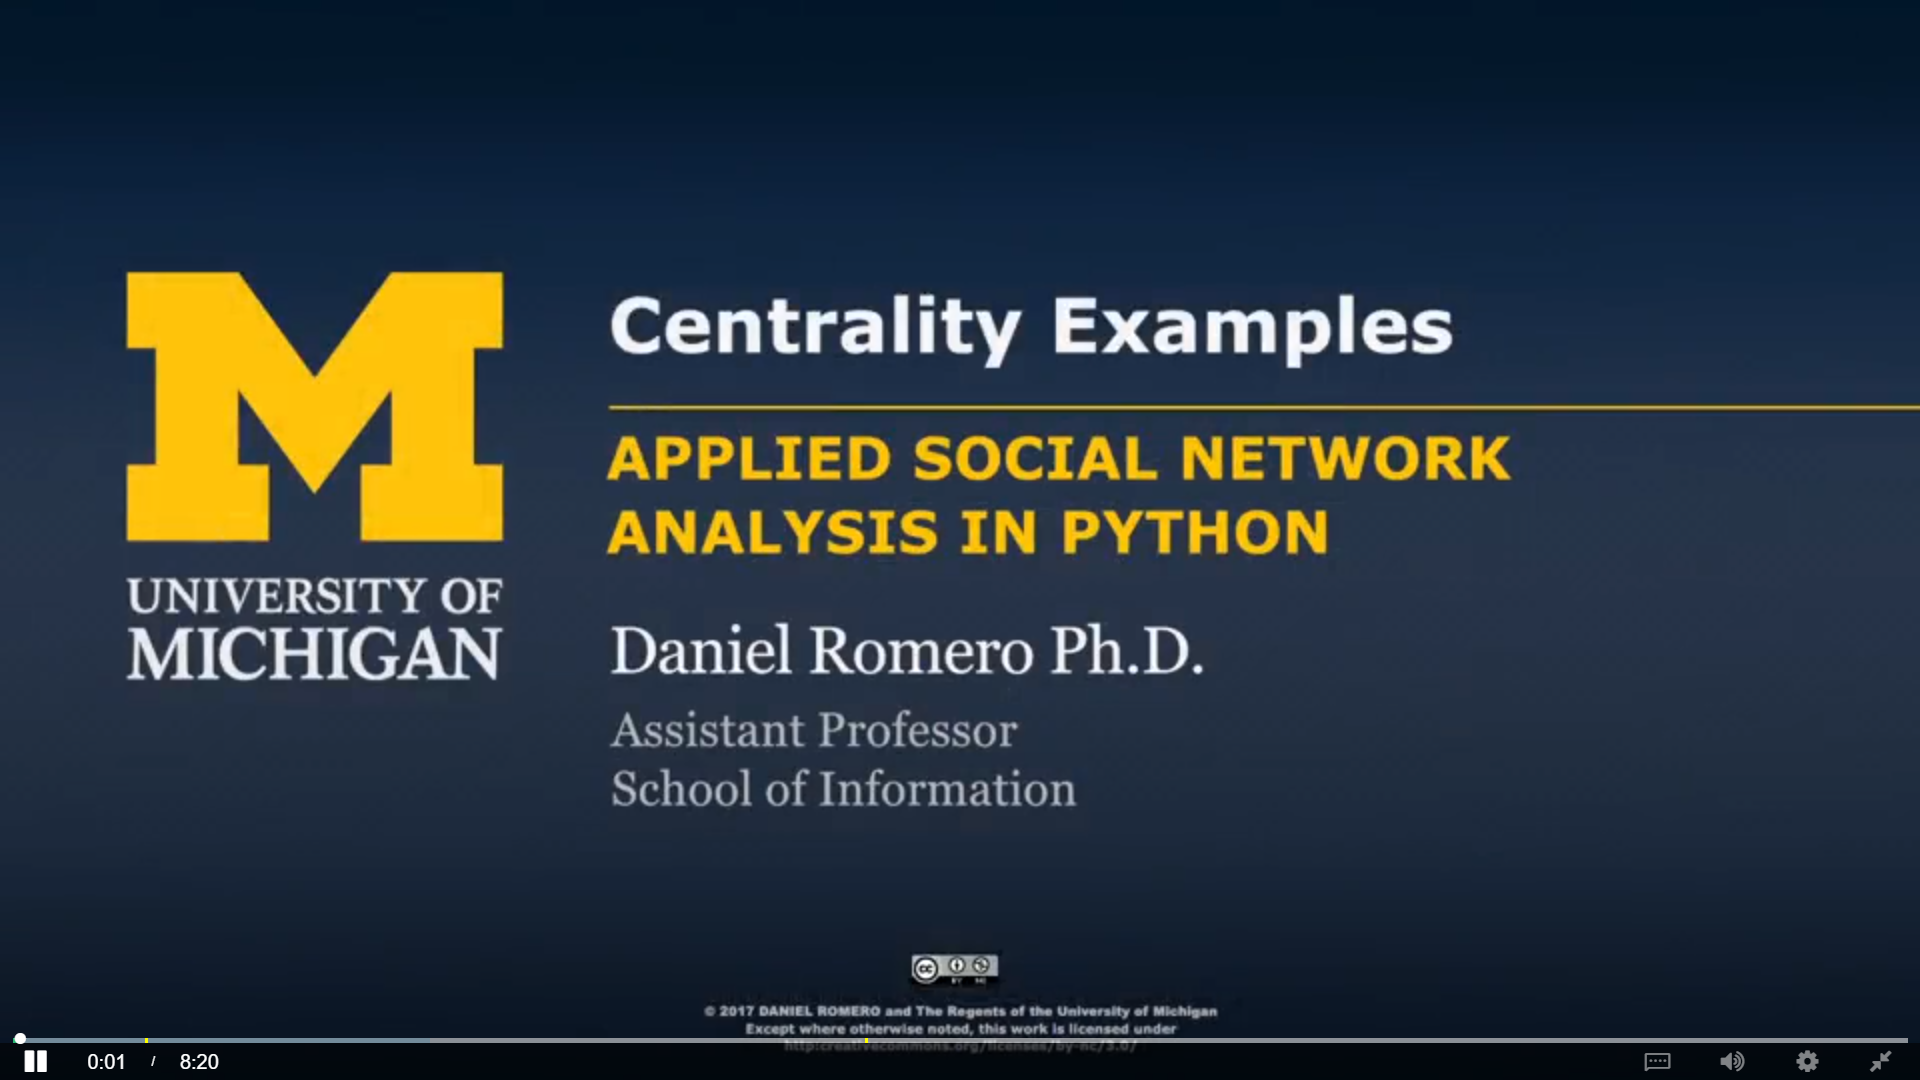 Centrality Examples
APPLIED SOCIAL NETWORK
ANALYSIS IN PYTHON
UNIVERSITY OF
MICHIGAN
Daniel Romero Ph.D.
Assistant Professor
School of Information
cc
BY NC
© 2017 DANIEL ROMERO and The Regents of the University of Michigan
Except where otherwise noted, this work is licensed under
http:creativecommons.org/licenses/by-nc/3.0/
0:01 / 8:20